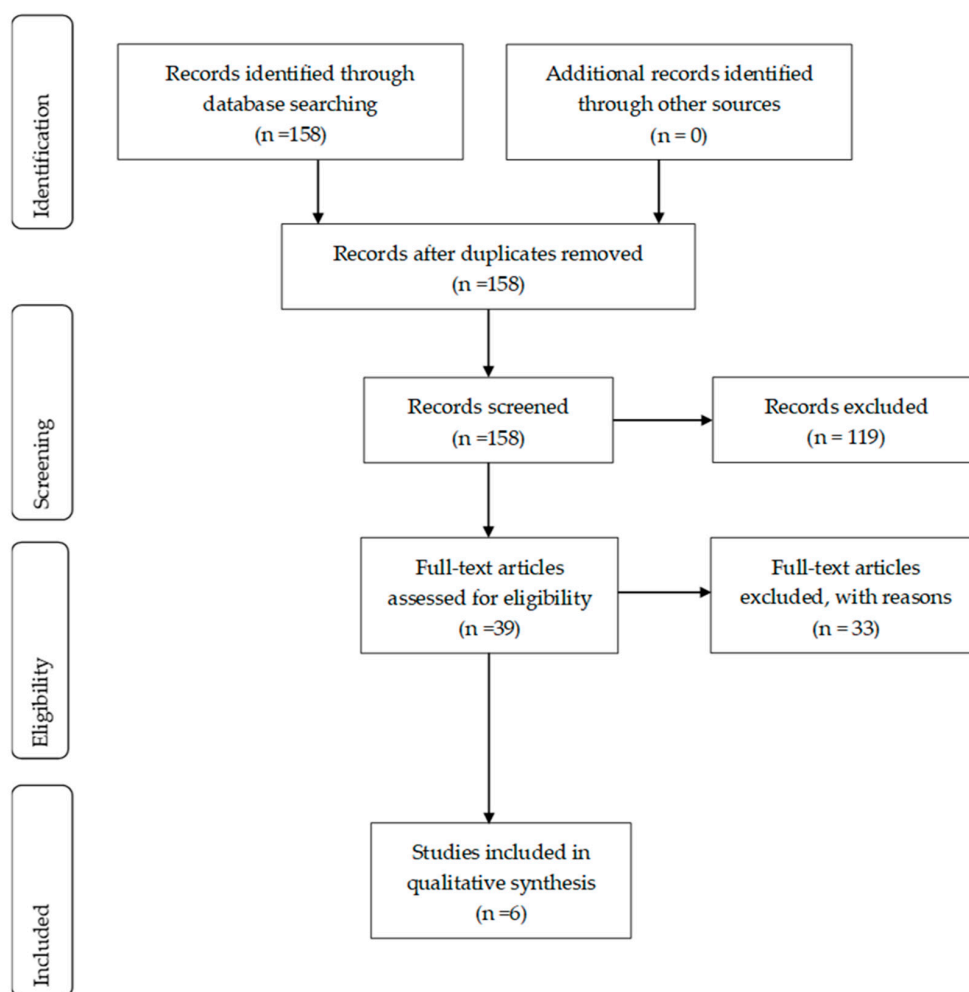 Identification
Records identified through
database searching
(n =158)
Additional records identified
through other sources
(n = 0)
Records after duplicates removed
(n =158)
Screening
Records screened
(n =158)
Records excluded
(n = 119)
Eligibility
Full-text articles
assessed for eligibility
(n =39)
Full-text articles
excluded, with reasons
(n = 33)
Included
Studies included in
qualitative synthesis
(n =6)